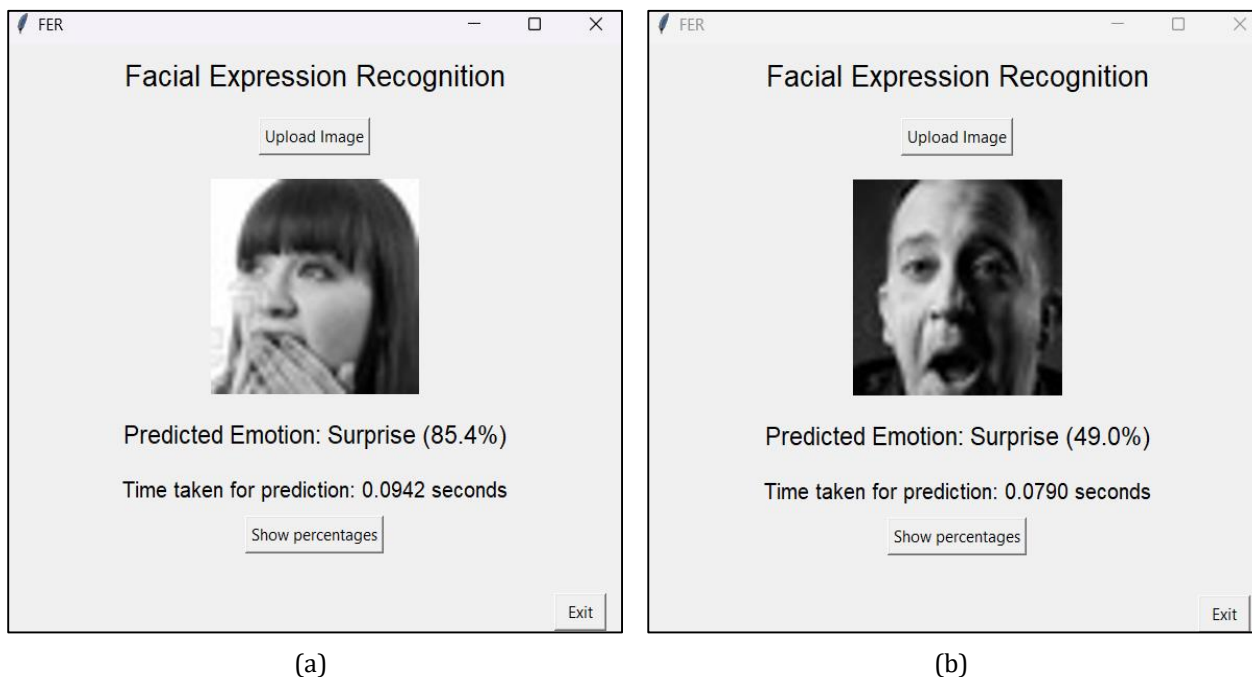 FER
Facial Expression Recognition
Upload Image
Predicted Emotion: Surprise (85.4%)
Time taken for prediction: 0.0942 seconds
Show percentages
Exit
(a)
FER
Facial Expression Recognition
Upload Image
Predicted Emotion: Surprise (49.0%)
Time taken for prediction: 0.0790 seconds
Show percentages
Exit
(b)